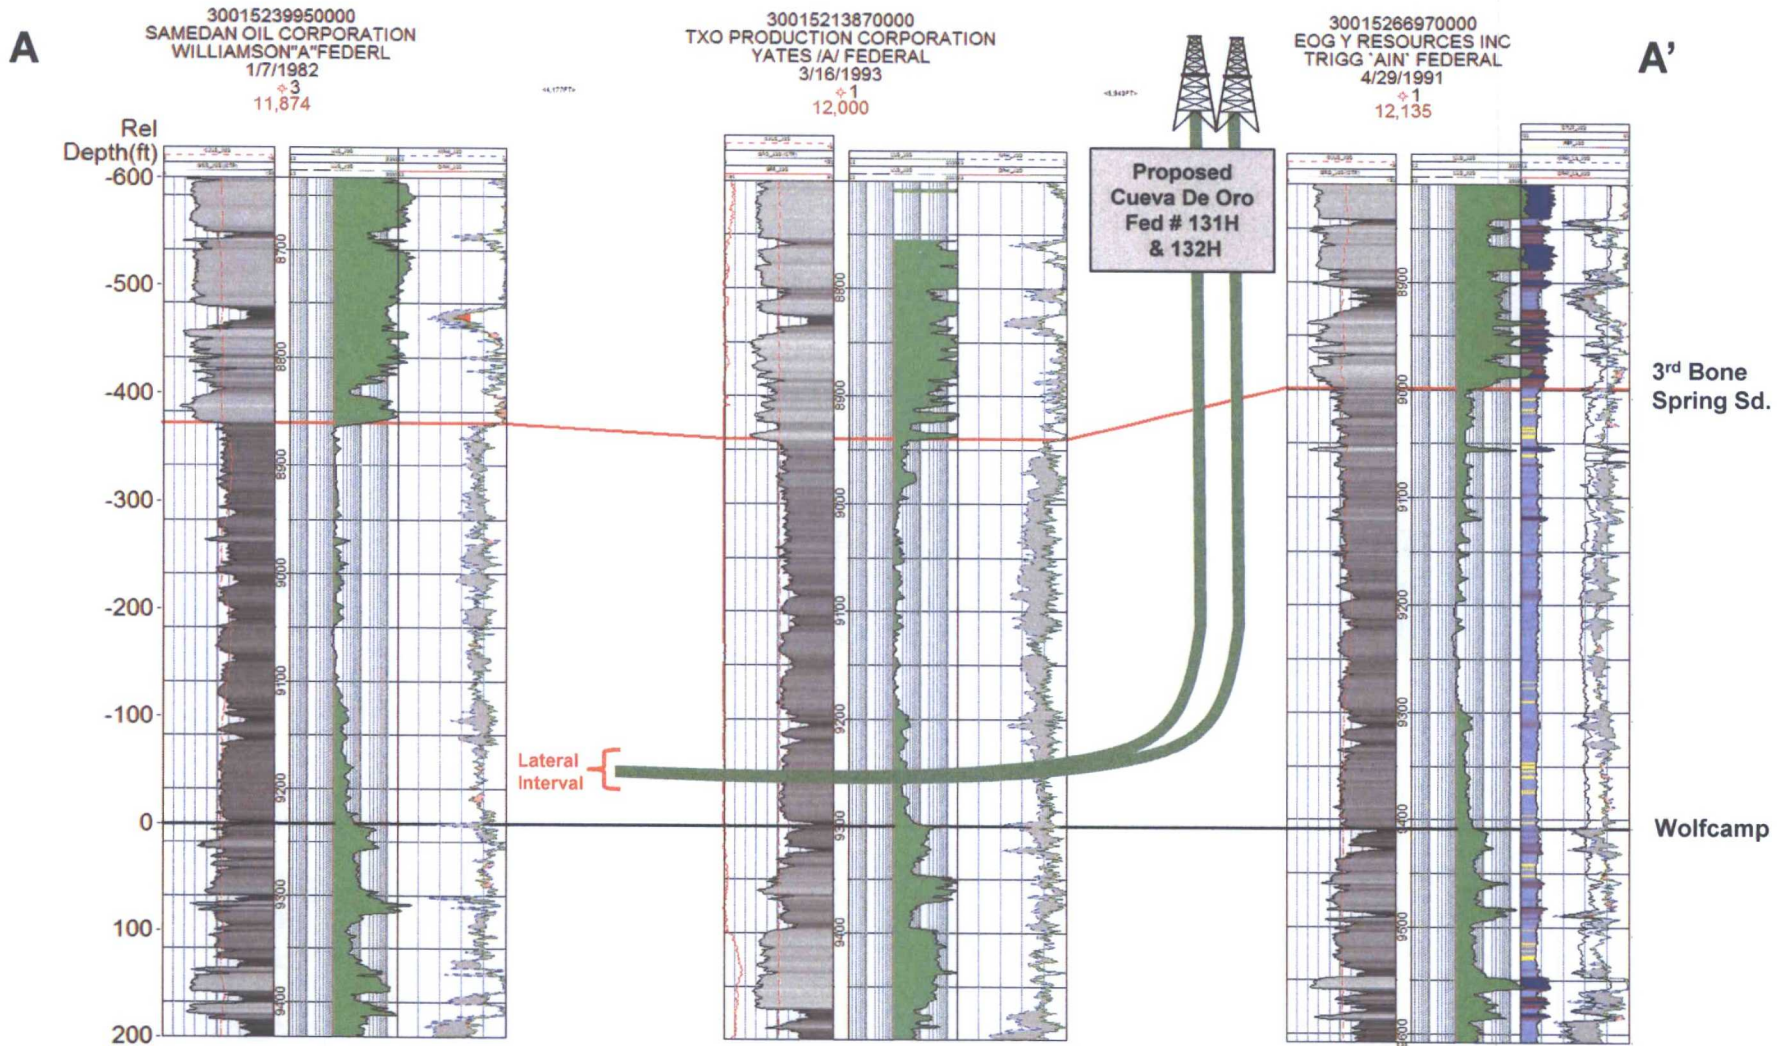 A
30015239950000
SAMEDAN OIL CORPORATION
WILLIAMSON"A"FEDERL
1/7/1982
3
11,874
30015213870000
TXO PRODUCTION CORPORATION
YATES /A/ FEDERAL
3/16/1993
1
12,000
30015266970000
EOG Y RESOURCES INC
TRIGG `AIN` FEDERAL
4/29/1991
1
12,135
A'
Rel
Depth(ft)
-600
-500
-400
-300
-200
-100
0
100
200
8700
8800
8900
9000
9100
9200
9300
9400
8800
8900
9000
9100
9200
9300
9400
8900
9000
9100
9200
9300
9400
9500
9600
Proposed
Cueva De Oro
Fed # 131H
& 132H
3rd Bone
Spring Sd.
Lateral
Interval
Wolfcamp